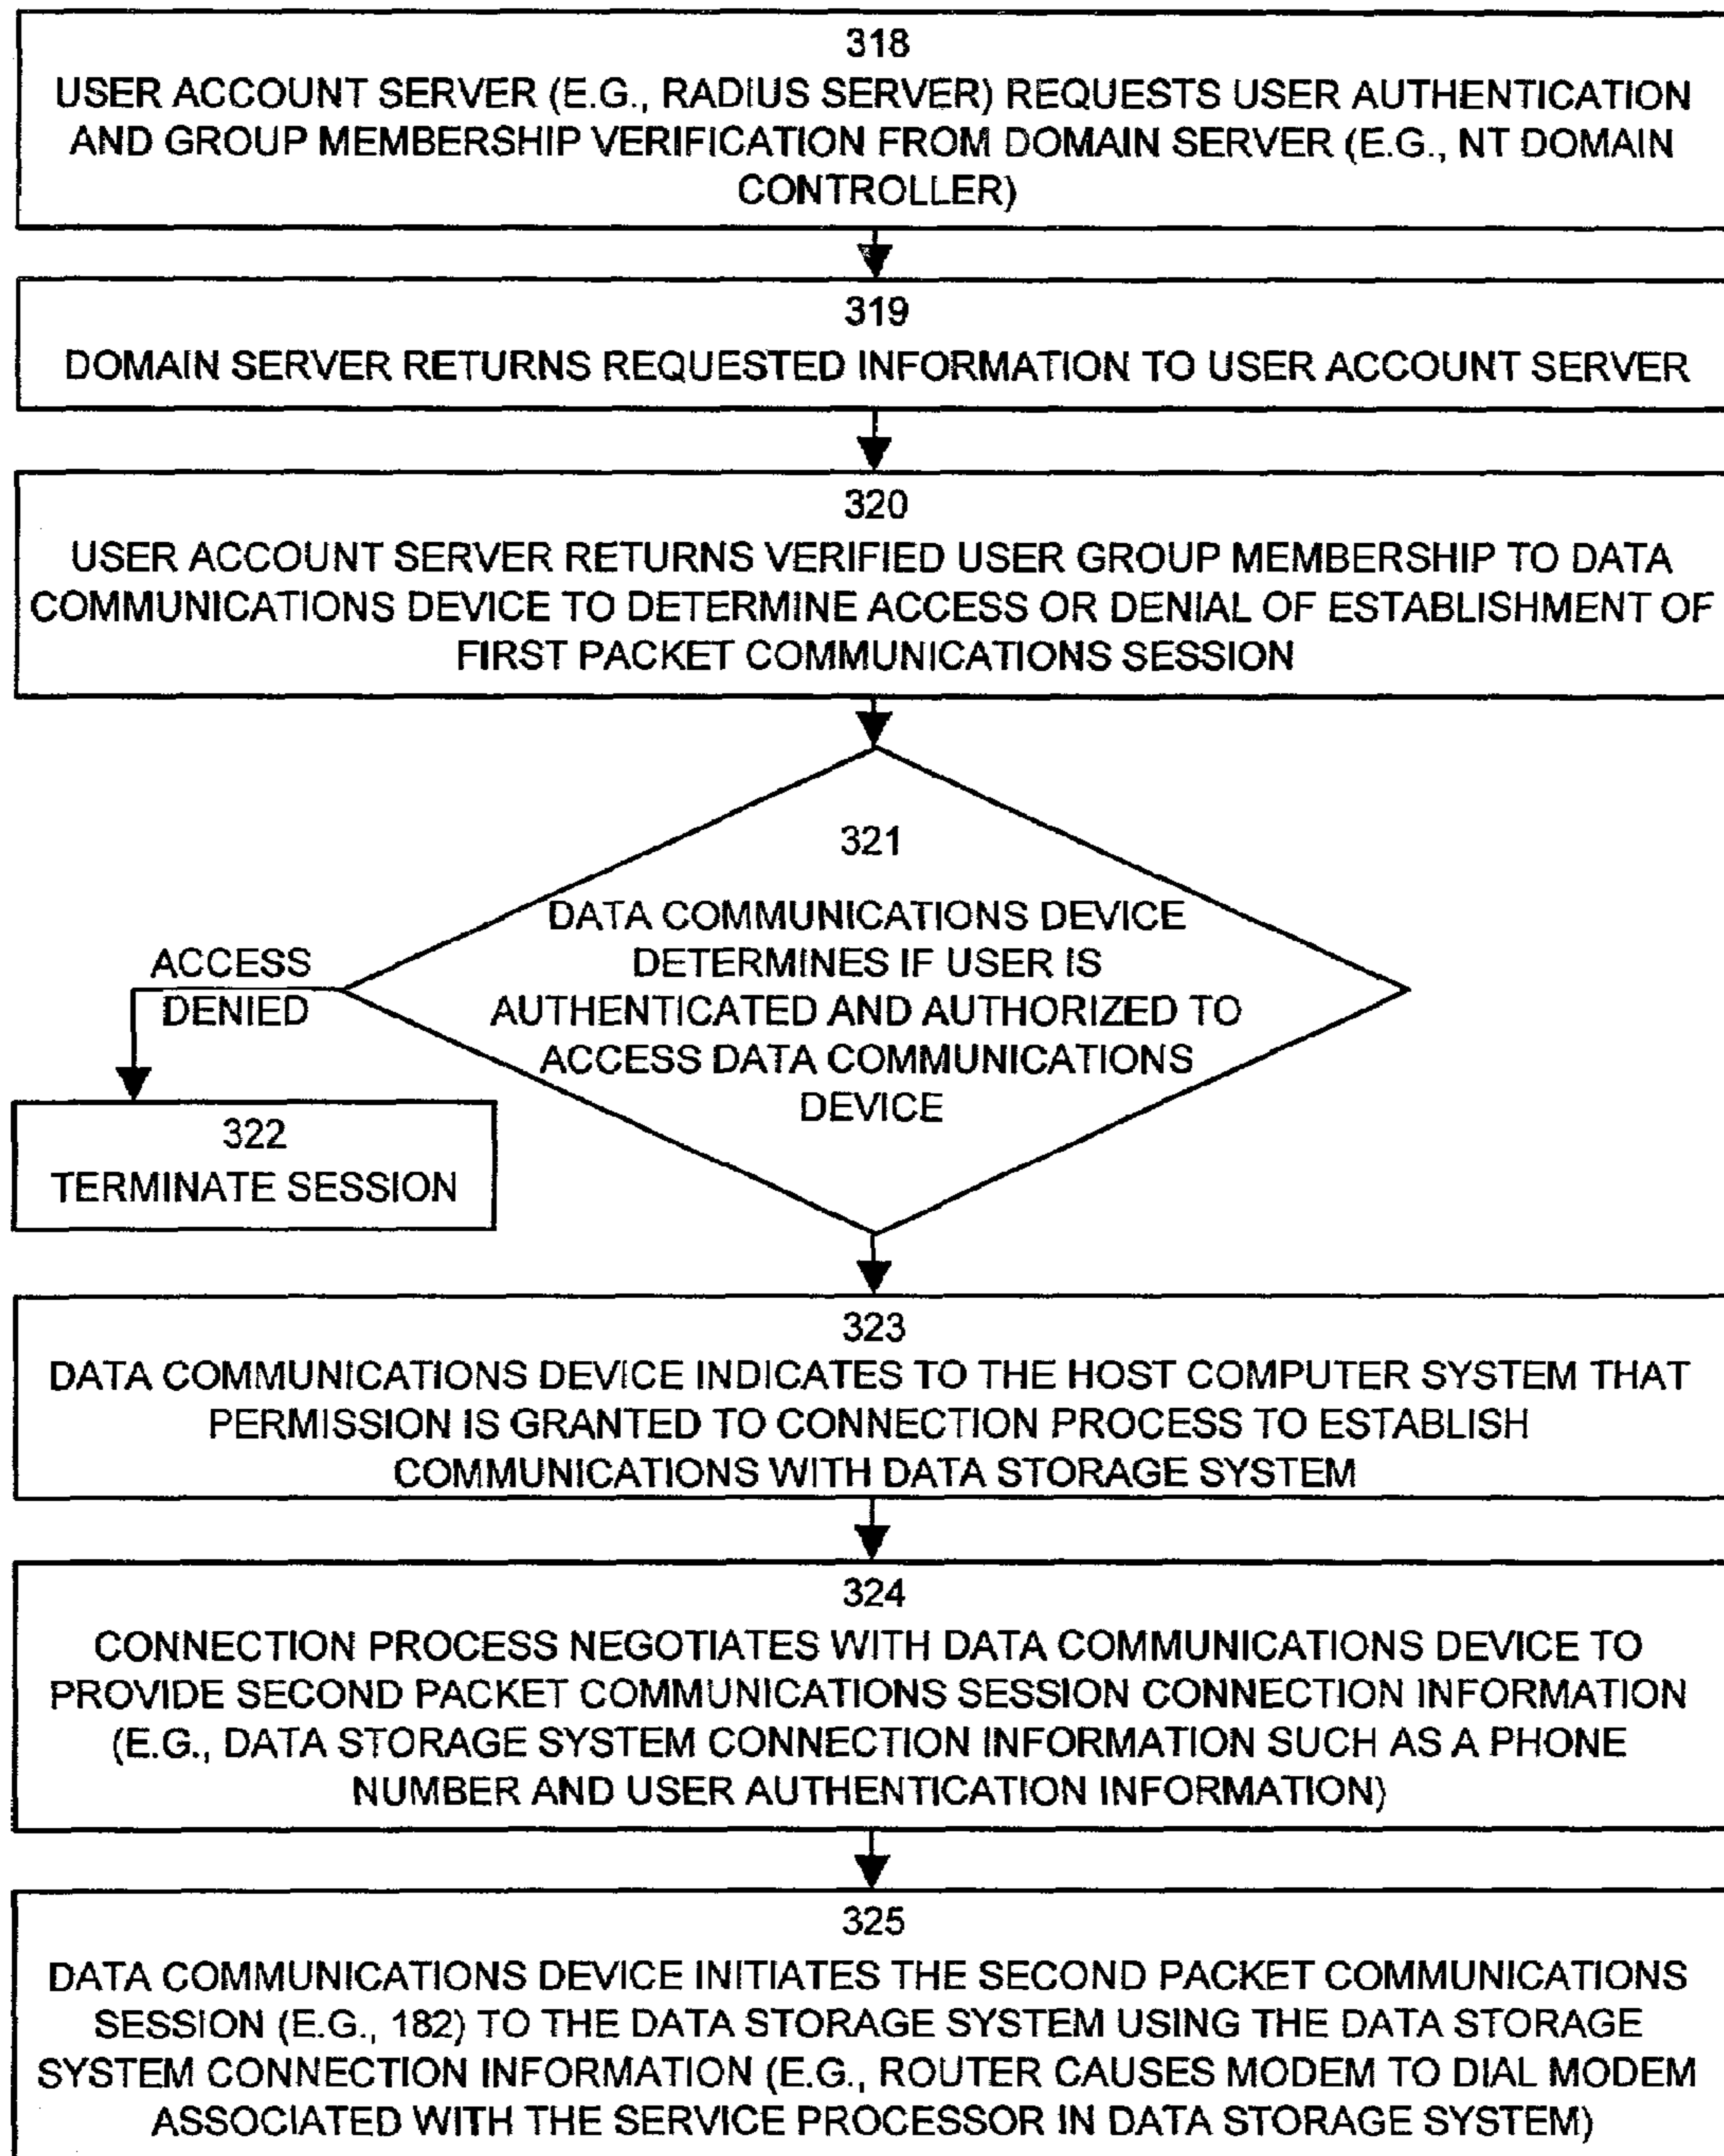 318
USER ACCOUNT SERVER (E.G., RADIUS SERVER) REQUESTS USER AUTHENTICATION
AND GROUP MEMBERSHIP VERIFICATION FROM DOMAIN SERVER (E.G., NT DOMAIN
CONTROLLER)
319
DOMAIN SERVER RETURNS REQUESTED INFORMATION TO USER ACCOUNT SERVER
320
USER ACCOUNT SERVER RETURNS VERIFIED USER GROUP MEMBERSHIP TO DATA
COMMUNICATIONS DEVICE TO DETERMINE ACCESS OR DENIAL OF ESTABLISHMENT OF
FIRST PACKET COMMUNICATIONS SESSION
321
DATA COMMUNICATIONS DEVICE
DETERMINES IF USER IS
AUTHENTICATED AND AUTHORIZED TO
ACCESS DATA COMMUNICATIONS
DEVICE
ACCESS
DENIED
322
TERMINATE SESSION
323
DATA COMMUNICATIONS DEVICE INDICATES TO THE HOST COMPUTER SYSTEM THAT
PERMISSION IS GRANTED TO CONNECTION PROCESS TO ESTABLISH
COMMUNICATIONS WITH DATA STORAGE SYSTEM
324
CONNECTION PROCESS NEGOTIATES WITH DATA COMMUNICATIONS DEVICE TO
PROVIDE SECOND PACKET COMMUNICATIONS SESSION CONNECTION INFORMATION
(E.G., DATA STORAGE SYSTEM CONNECTION INFORMATION SUCH AS A PHONE
NUMBER AND USER AUTHENTICATION INFORMATION)
325
DATA COMMUNICATIONS DEVICE INITIATES THE SECOND PACKET COMMUNICATIONS
SESSION (E.G., 182) TO THE DATA STORAGE SYSTEM USING THE DATA STORAGE
SYSTEM CONNECTION INFORMATION (E.G., ROUTER CAUSES MODEM TO DIAL MODEM
ASSOCIATED WITH THE SERVICE PROCESSOR IN DATA STORAGE SYSTEM)